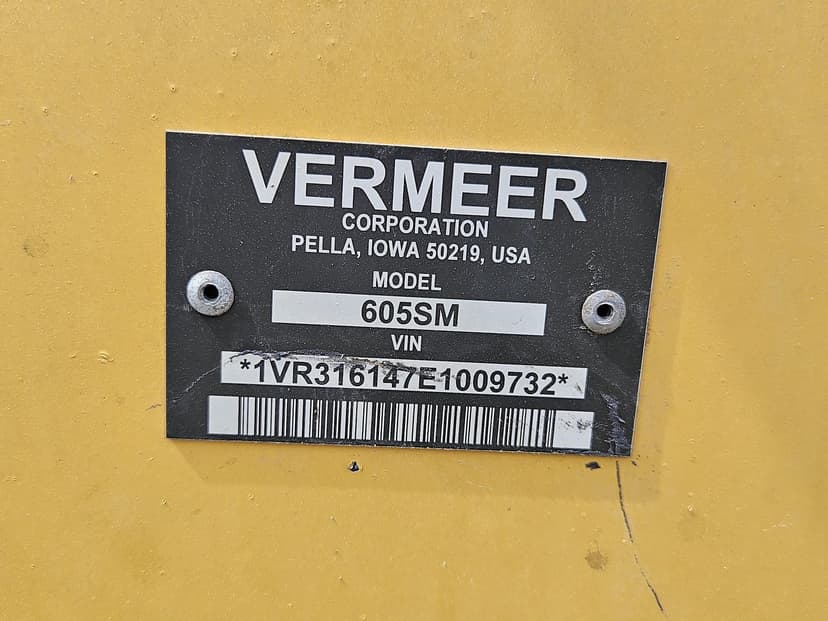 VERMEER
CORPORATION
PELLA, IOWA 50219, USA
MODEL
605SM
VIN
*1VR316147E1009732*